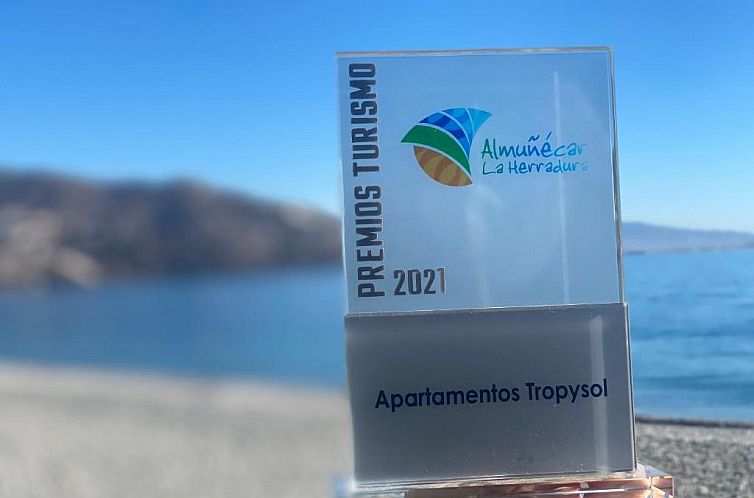 PREMIOS TURISMO
2021
Almuñécar
La Herradura
Apartamentos Tropysol